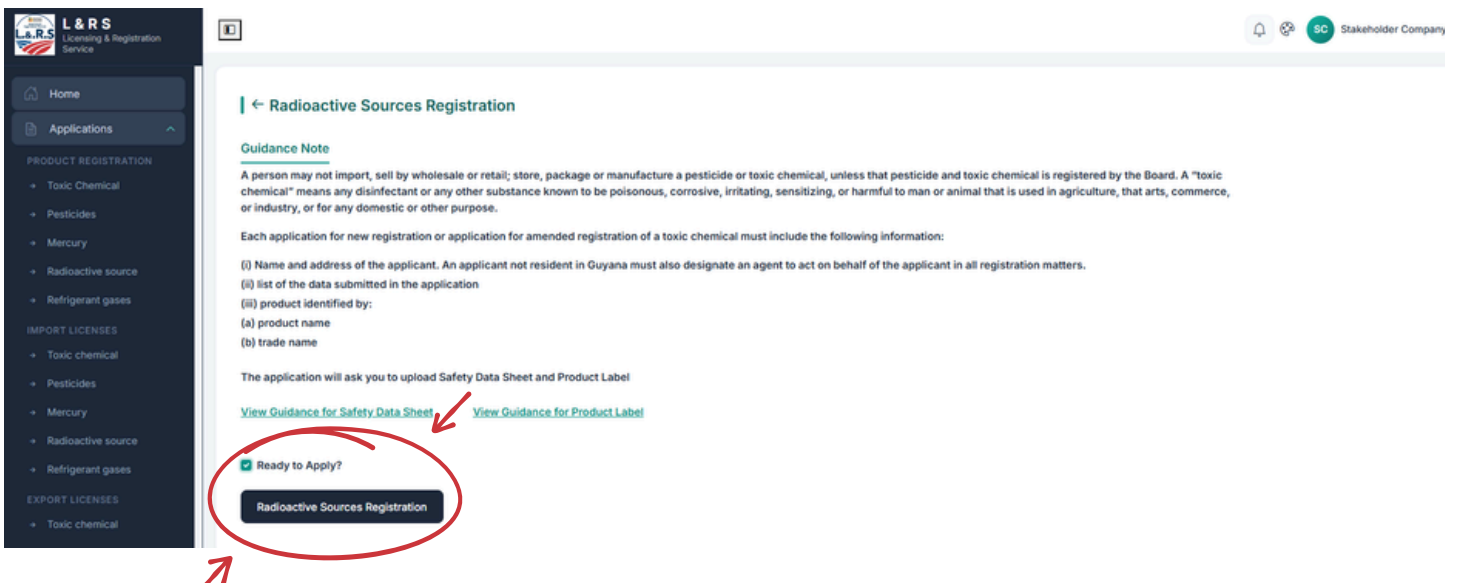 L & R S
Licensing & Registration
Service
L.&.R.S
Stakeholder Company
SC
Home
Applications
PRODUCT REGISTRATION
Toxic Chemical
Pesticides
Mercury
Radioactive source
Refrigerant gases
IMPORT LICENSES
Toxic chemical
Pesticides
Mercury
Radioactive source
Refrigerant gases
EXPORT LICENSES
Toxic chemical
← Radioactive Sources Registration
Guidance Note
A person may not import, sell by wholesale or retail; store, package or manufacture a pesticide or toxic chemical, unless that pesticide and toxic chemical is registered by the Board. A "toxic
chemical" means any disinfectant or any other substance known to be poisonous, corrosive, irritating, sensitizing, or harmful to man or animal that is used in agriculture, that arts, commerce,
or industry, or for any domestic or other purpose.
Each application for new registration or application for amended registration of a toxic chemical must include the following information:
(i) Name and address of the applicant. An applicant not resident in Guyana must also designate an agent to act on behalf of the applicant in all registration matters.
(ii) list of the data submitted in the application
(iii) product identified by:
(a) product name
(b) trade name
The application will ask you to upload Safety Data Sheet and Product Label
View Guidance for Safety Data Sheet View Guidance for Product Label
Ready to Apply?
Radioactive Sources Registration